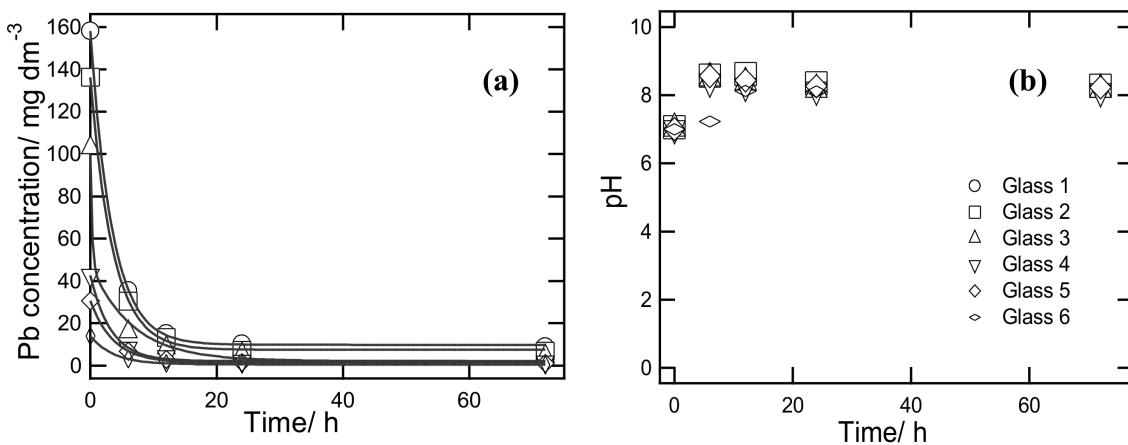 160
140
120
100
80
60
40
20
0
Pb concentration/ mg dm⁻³
(a)
0 20 40 60
Time/ h
10
8
6
4
2
0
pH
(b)
Glass 1
Glass 2
Glass 3
Glass 4
Glass 5
Glass 6
0 20 40 60
Time/ h